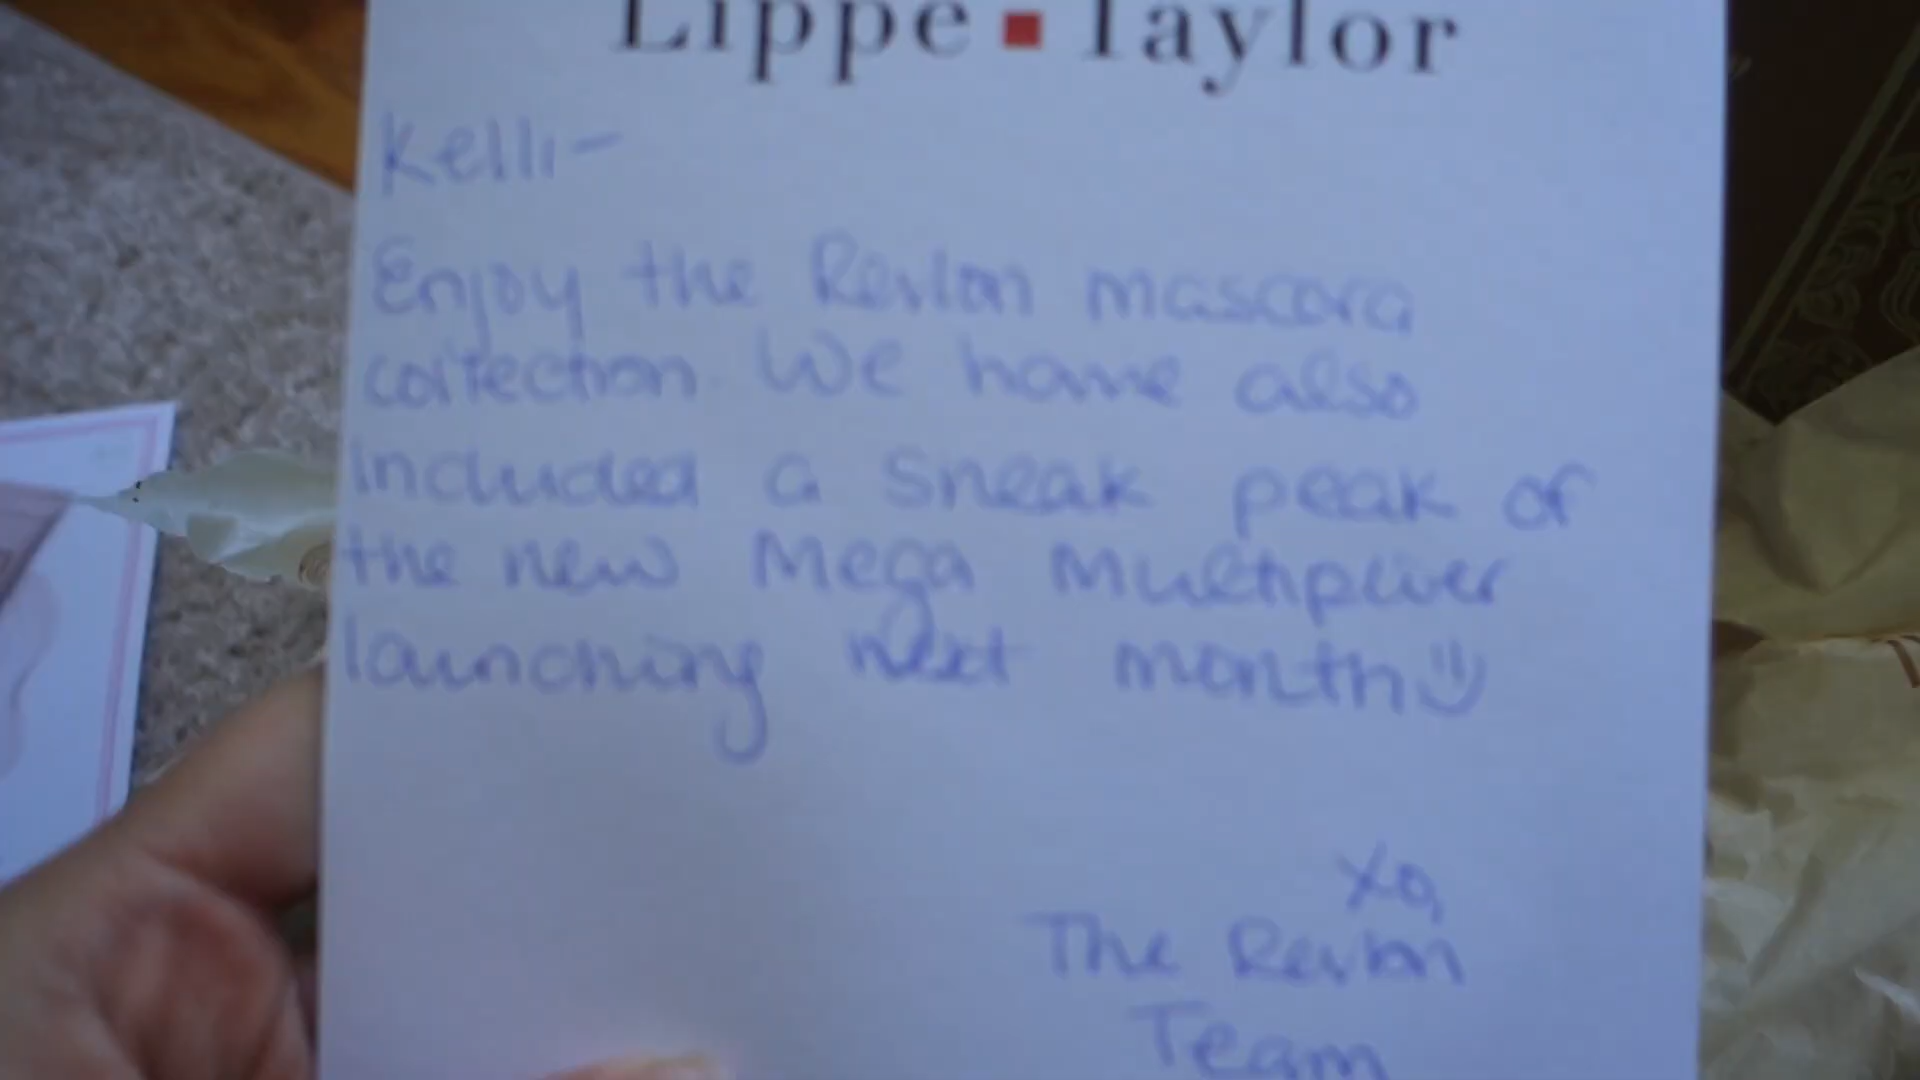 Lippe Taylor
Kelli-
Enjoy the Revlon mascara
collection. We have also
included a sneak peak of
the new Mega Multiplier
launching next month
xo,
The Revlon
Team